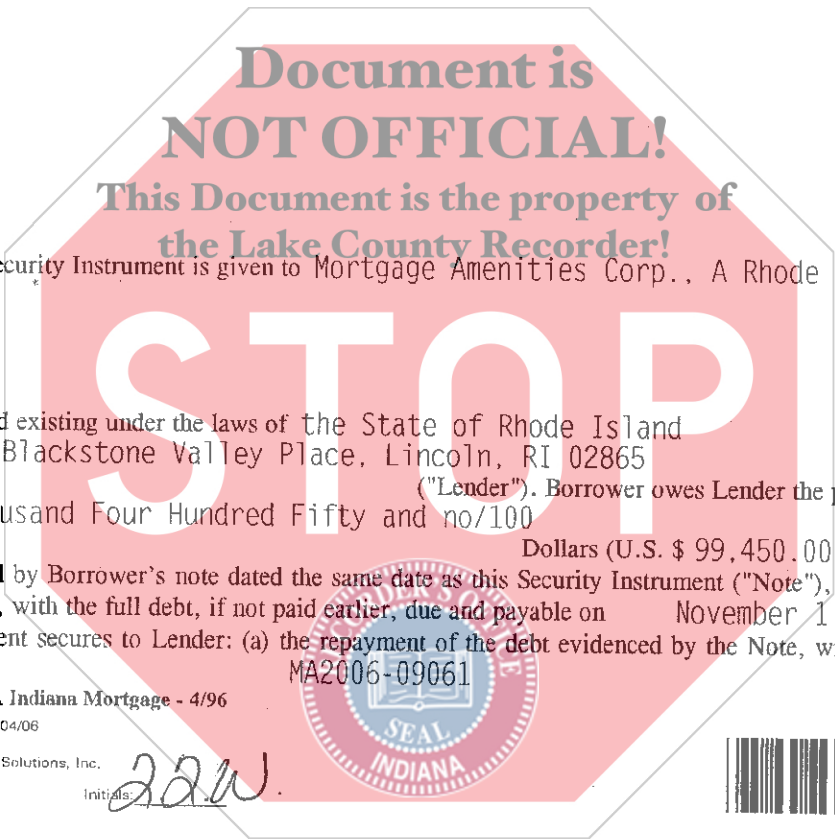 Document is
NOT OFFICIAL!
This Document is the property of
the Lake County Recorder!
ecurity Instrument is given to Mortgage Amenities Corp., A Rhode
STOP
d existing under the laws of the State of Rhode Island
Blackstone Valley Place, Lincoln, RI 02865
("Lender"). Borrower owes Lender the p
usand Four Hundred Fifty and no/100
Dollars (U.S. $ 99,450.00
d by Borrower's note dated the same date as this Security Instrument ("Note"),
, with the full debt, if not paid earlier, due and payable on November 1
ent secures to Lender: (a) the repayment of the debt evidenced by the Note, wi
MA2006-09061
Indiana Mortgage - 4/96
04/06
SEAL
INDIANA
Solutions, Inc.
Initials: